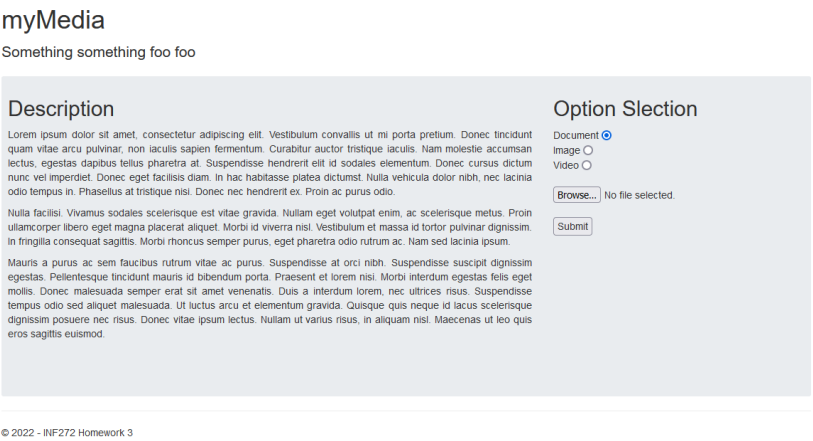 myMedia
Something something foo foo
Description
Lorem ipsum dolor sit amet, consectetur adipiscing elit. Vestibulum convallis ut mi porta pretium. Donec tincidunt
quam vitae arcu pulvinar, non iaculis sapien fermentum. Curabitur auctor tristique iaculis. Nam molestie accumsan
lectus, egestas dapibus tellus pharetra at. Suspendisse hendrerit elit id sodales elementum. Donec cursus dictum
nunc vel imperdiet. Donec eget facilisis diam. In hac habitasse platea dictumst. Nulla vehicula dolor nibh, nec lacinia
odio tempus in. Phasellus at tristique nisi. Donec nec hendrerit ex. Proin ac purus odio.
Nulla facilisi. Vivamus sodales scelerisque est vitae gravida. Nullam eget volutpat enim, ac scelerisque metus. Proin
ullamcorper libero eget magna placerat aliquet. Morbi id viverra nisl. Vestibulum et massa id tortor pulvinar dignissim.
In fringilla consequat sagittis. Morbi rhoncus semper purus, eget pharetra odio rutrum ac. Nam sed lacinia ipsum.
Mauris a purus ac sem faucibus rutrum vitae ac purus. Suspendisse at orci nibh. Suspendisse suscipit dignissim
egestas. Pellentesque tincidunt mauris id bibendum porta. Praesent et lorem nisi. Morbi interdum egestas felis eget
mollis. Donec malesuada semper erat sit amet venenatis. Duis a interdum lorem, nec ultrices risus. Suspendisse
tempus odio sed aliquet malesuada. Ut luctus arcu et elementum gravida. Quisque quis neque id lacus scelerisque
dignissim posuere nec risus. Donec vitae ipsum lectus. Nullam ut varius risus, in aliquam nisl. Maecenas ut leo quis
eros sagittis euismod.
Option Slection
Document
Image
Video
Browse... No file selected.
Submit
© 2022 - INF272 Homework 3